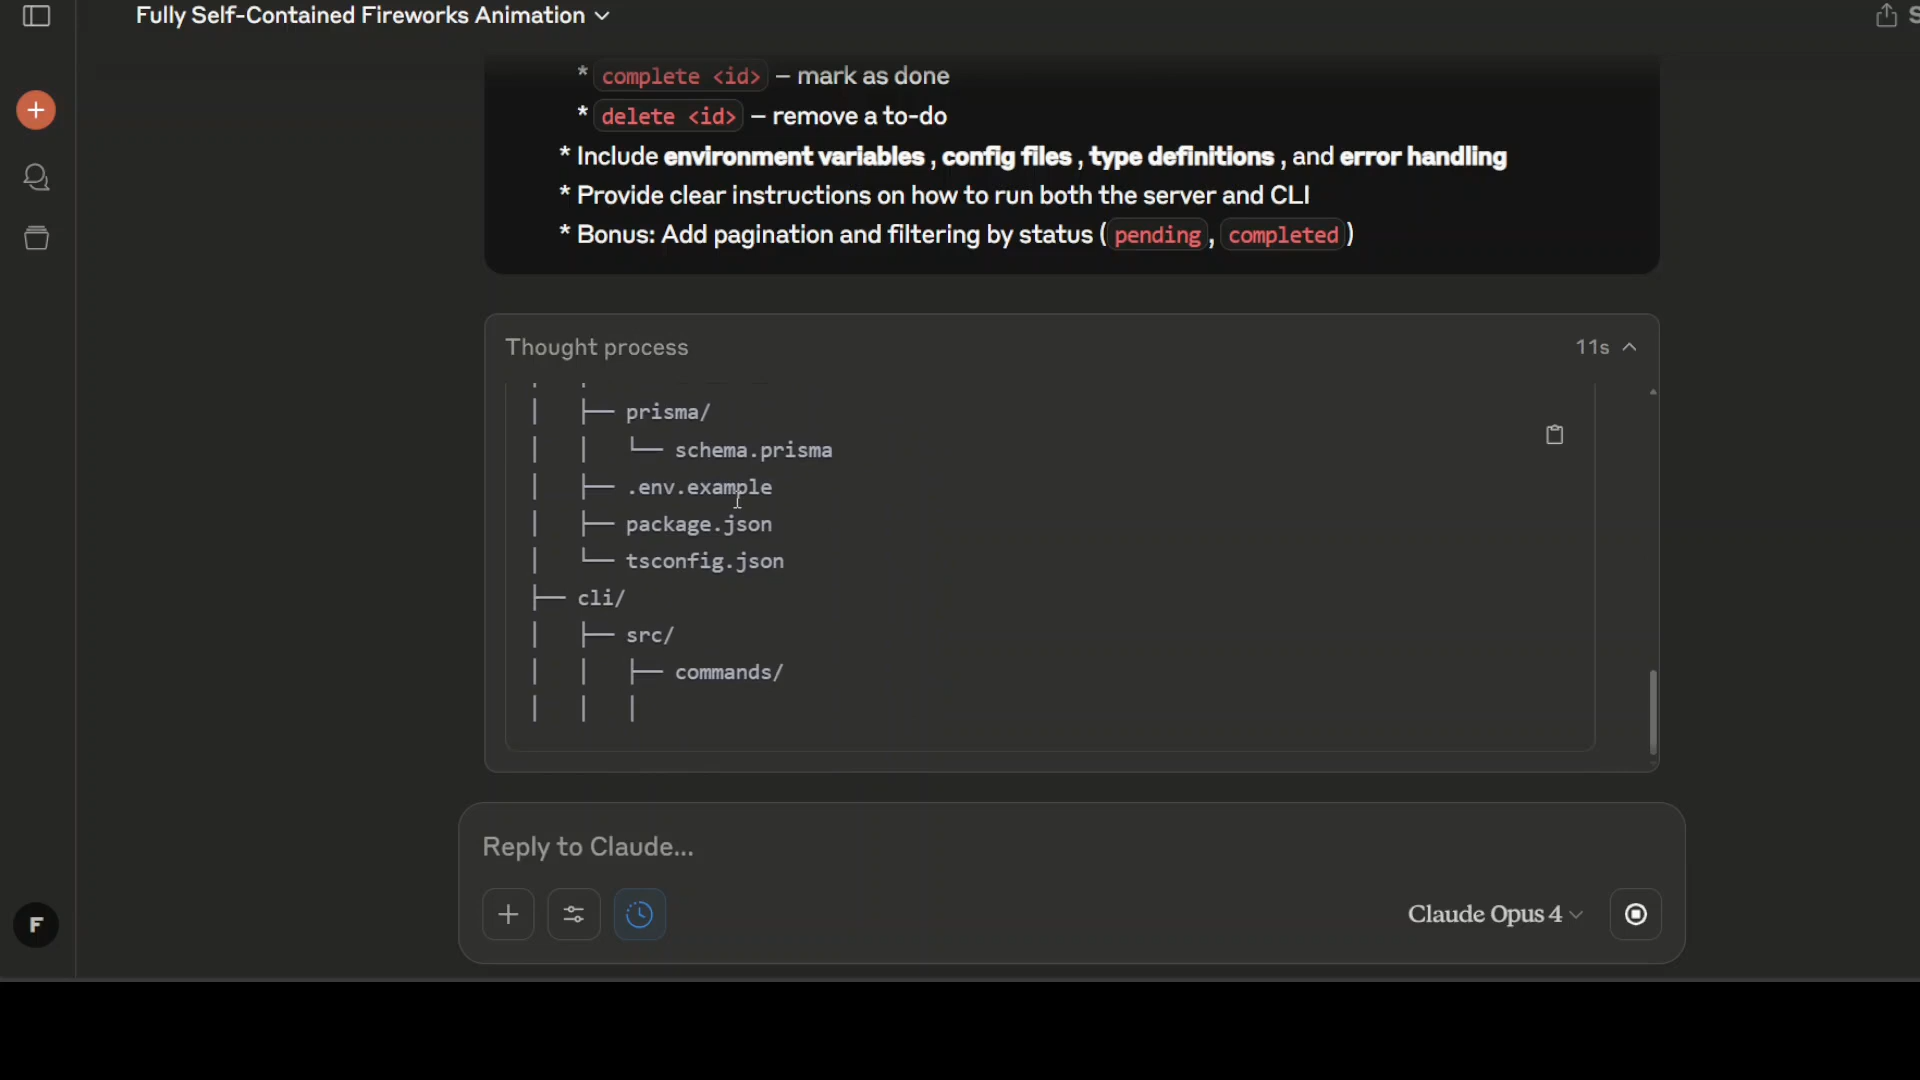 Fully Self-Contained Fireworks Animation
S
* complete <id> – mark as done
* delete <id> – remove a to-do
* Include environment variables , config files , type definitions , and error handling
* Provide clear instructions on how to run both the server and CLI
* Bonus: Add pagination and filtering by status ( pending , completed )
Thought process
11s
│   ├── prisma/
│   │   └── schema.prisma
│   ├── .env.example
│   ├── package.json
│   └── tsconfig.json
├── cli/
│   ├── src/
│   │   ├── commands/
│   │   │
Reply to Claude...
Claude Opus 4
F